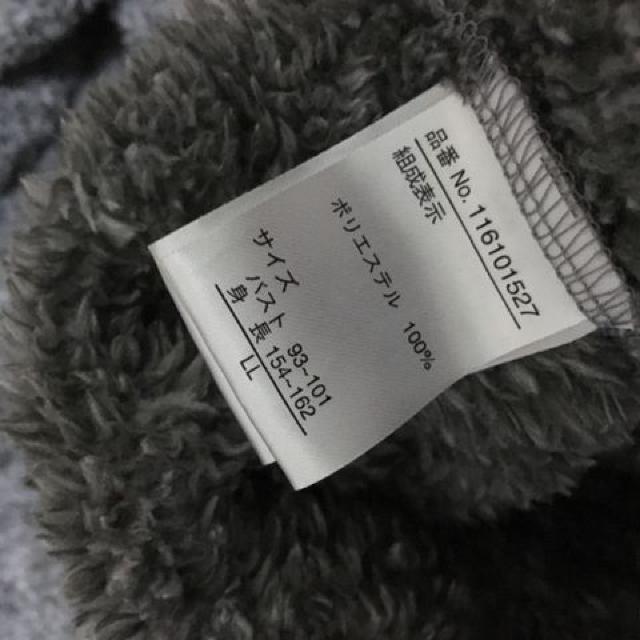 品番 No. 116101527
組成表示
ポリエステル 100%
サイズ
バスト 93~101
身 長 154~162
LL